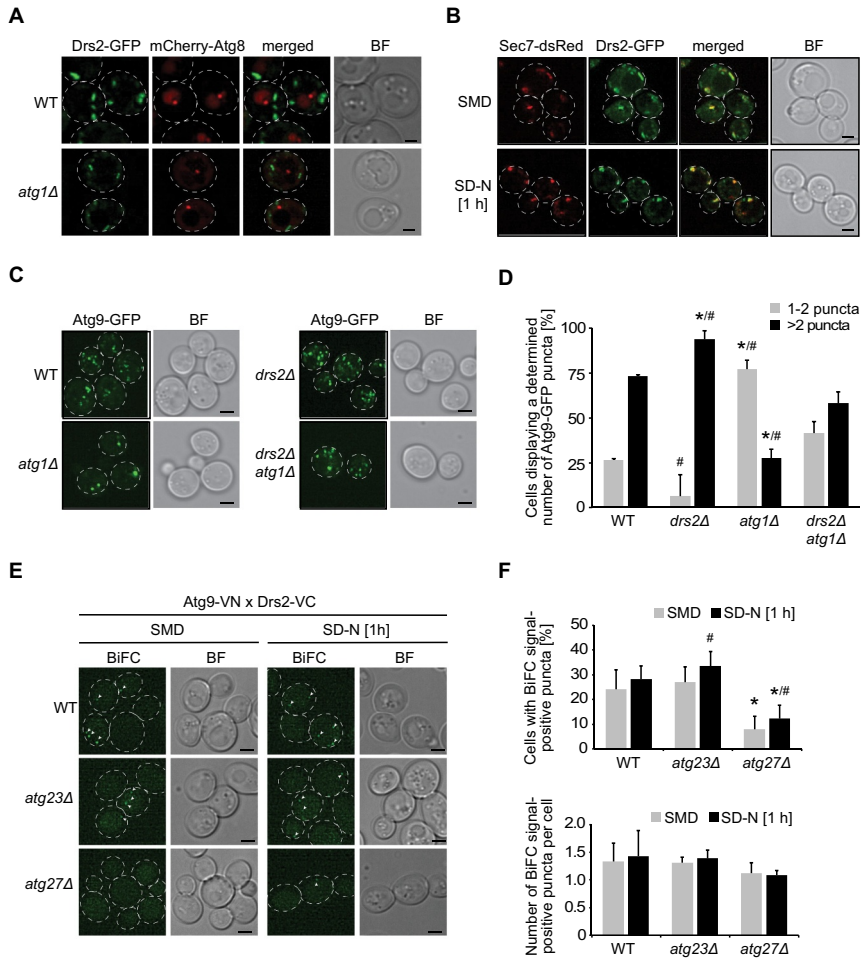 A
Drs2-GFP mCherry-Atg8 merged BF
WT
atg1Δ
B
Sec7-dsRed Drs2-GFP merged BF
SMD
SD-N
[1 h]
C
Atg9-GFP BF
WT
atg1Δ
Atg9-GFP BF
drs2Δ
drs2Δ
atg1Δ
D
1-2 puncta
>2 puncta
Cells displaying a determined
number of Atg9-GFP puncta [%]
100
75
50
25
0
*/#
#
*/#
*/#
WT drs2Δ atg1Δ drs2Δ
atg1Δ
E
Atg9-VN x Drs2-VC
SMD SD-N [1h]
BiFC BF BiFC BF
WT
atg23Δ
atg27Δ
F
SMD SD-N [1 h]
Cells with BiFC signal-
positive puncta [%]
50
40
30
20
10
0
#
*
*/#
WT atg23Δ atg27Δ
SMD SD-N [1 h]
Number of BiFC signal-
positive puncta per cell
2.0
1.5
1.0
0.5
0.0
WT atg23Δ atg27Δ